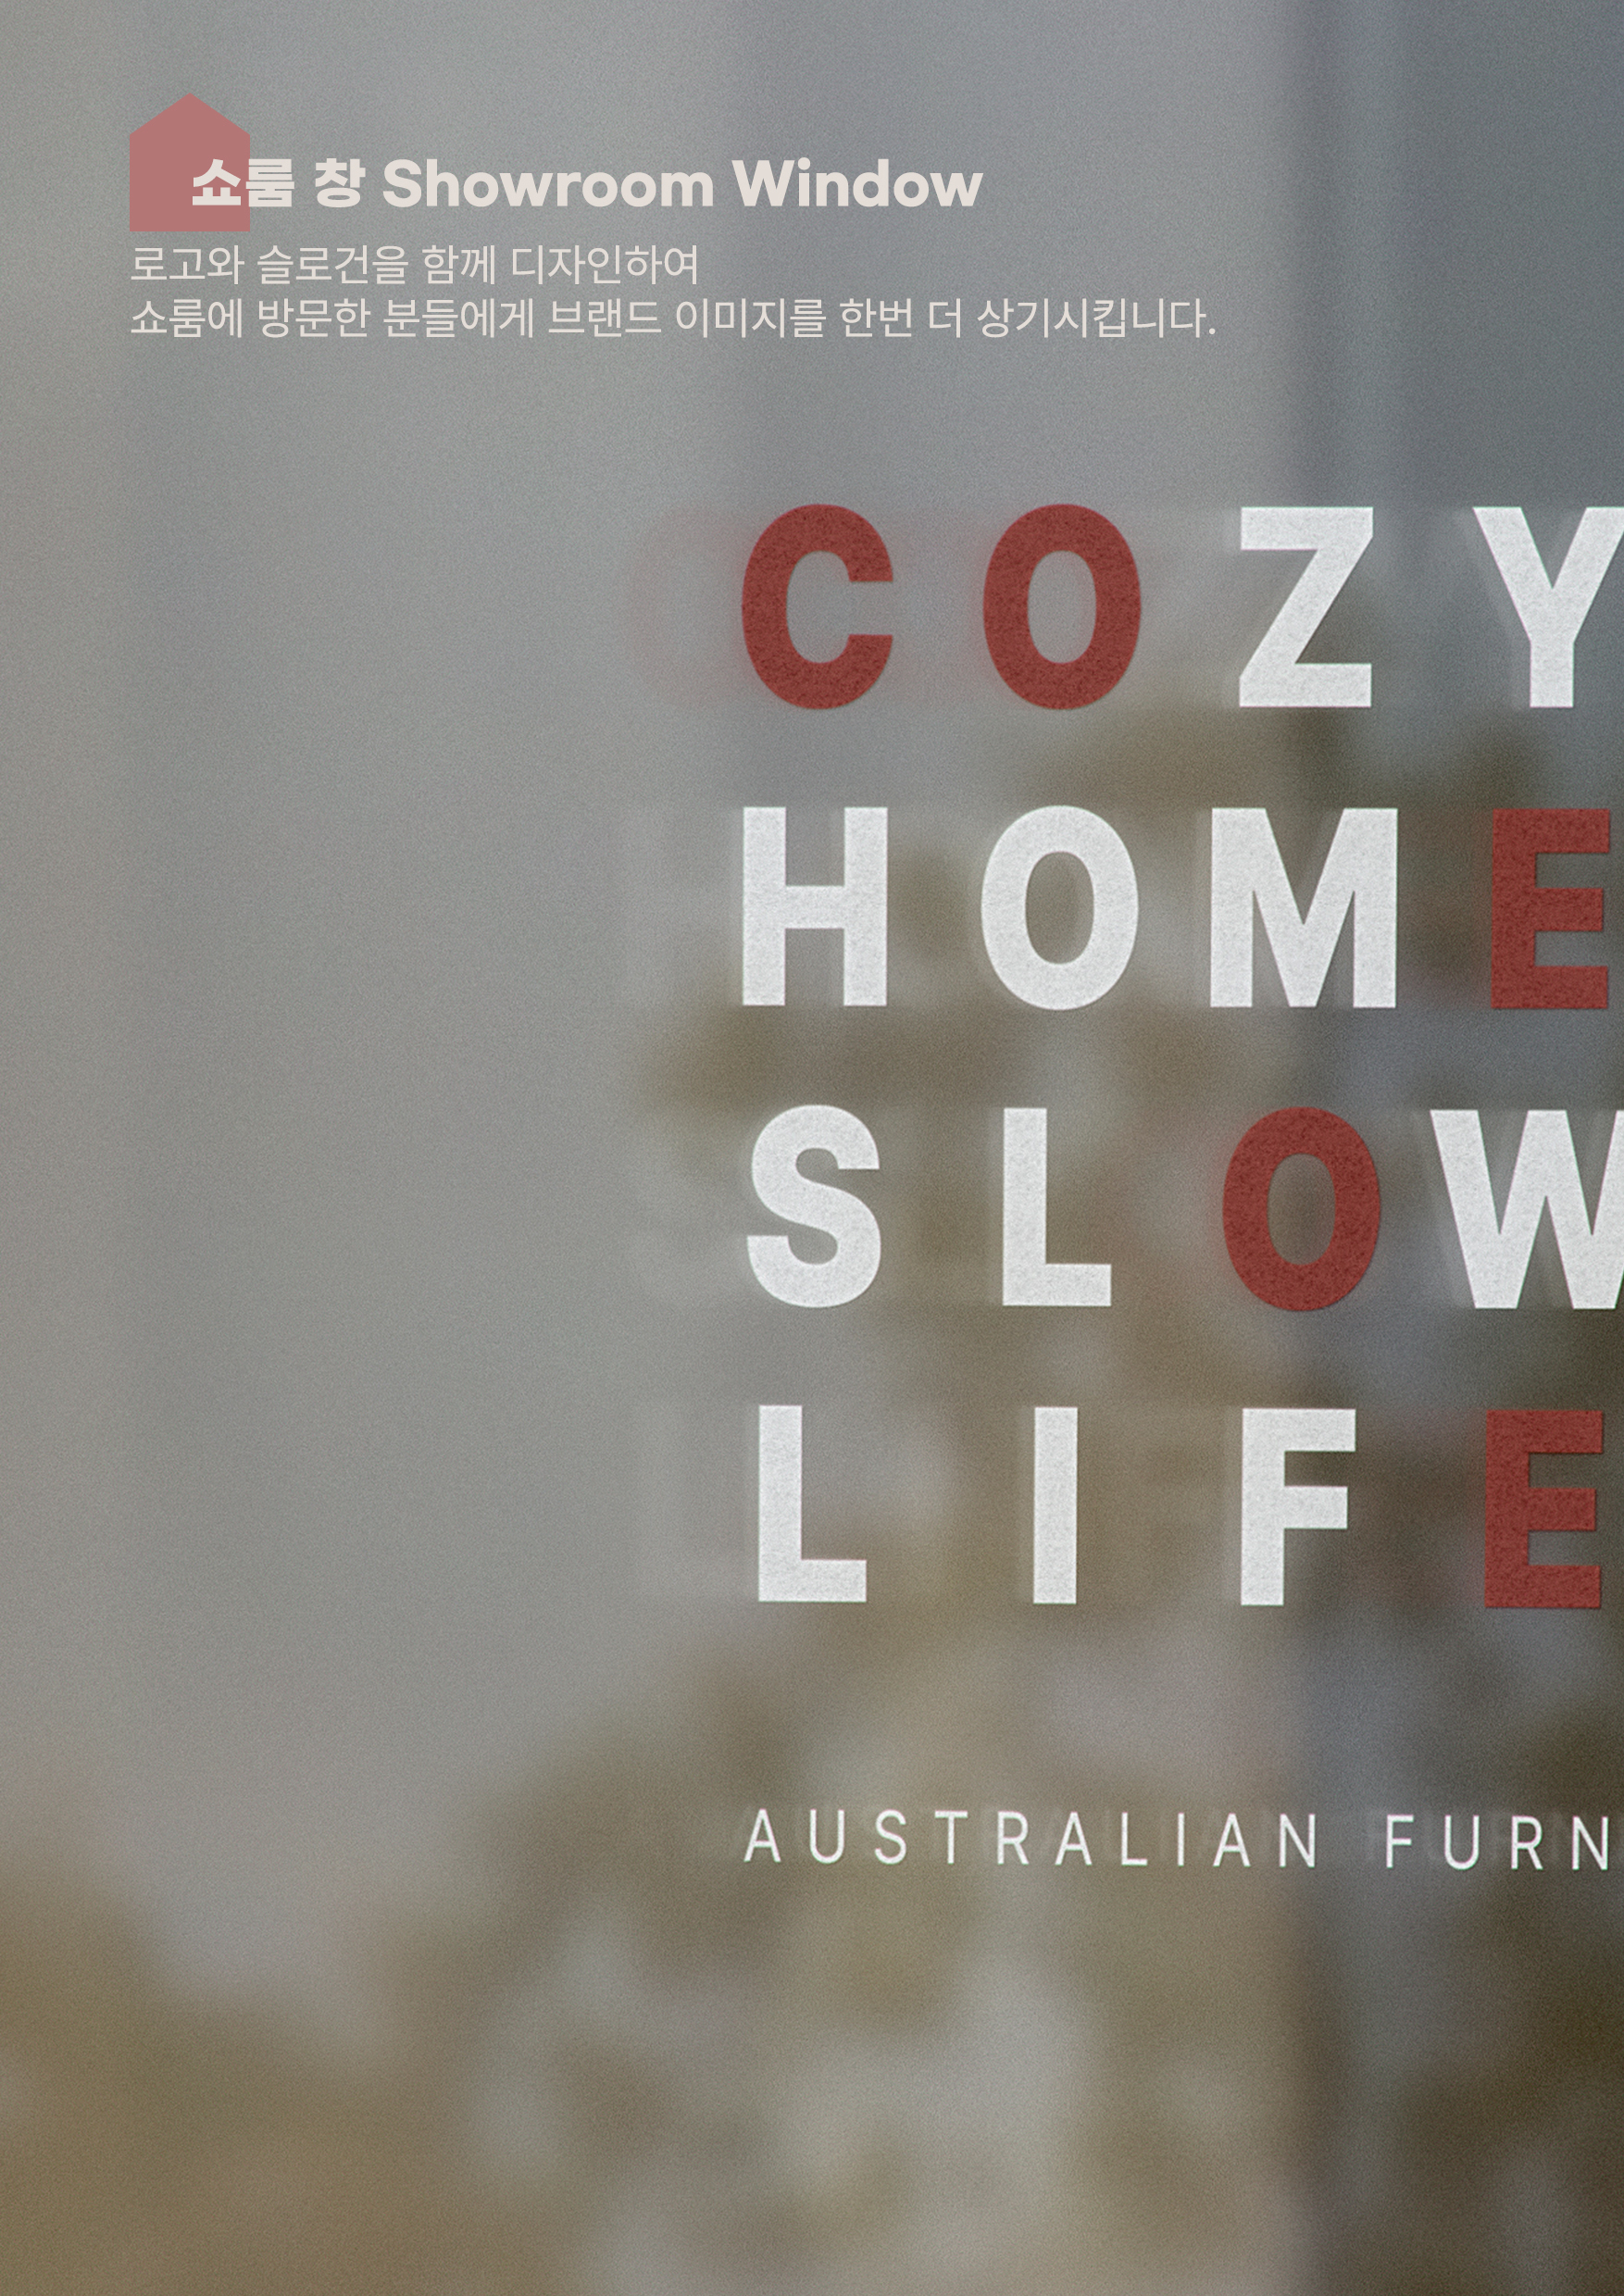 쇼룸 창 Showroom Window
로고와 슬로건을 함께 디자인하여
쇼룸에 방문한 분들에게 브랜드 이미지를 한번 더 상기시킵니다.
COZY
HOME
SLOW
LIFE
AUSTRALIAN FURN